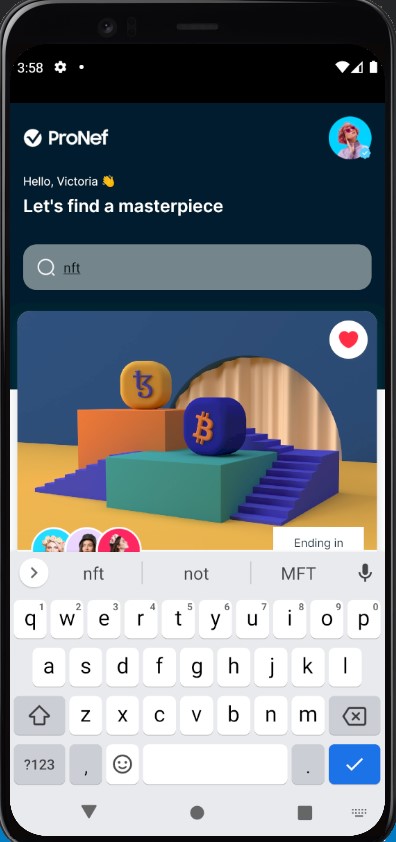 3:58
ProNef
Hello, Victoria 👋
Let's find a masterpiece
nft
Ending in
nft not MFT
q1 w2 e3 r4 t5 y6 u7 i8 o9 p0
a s d f g h j k l
z x c v b n m
?123 , .